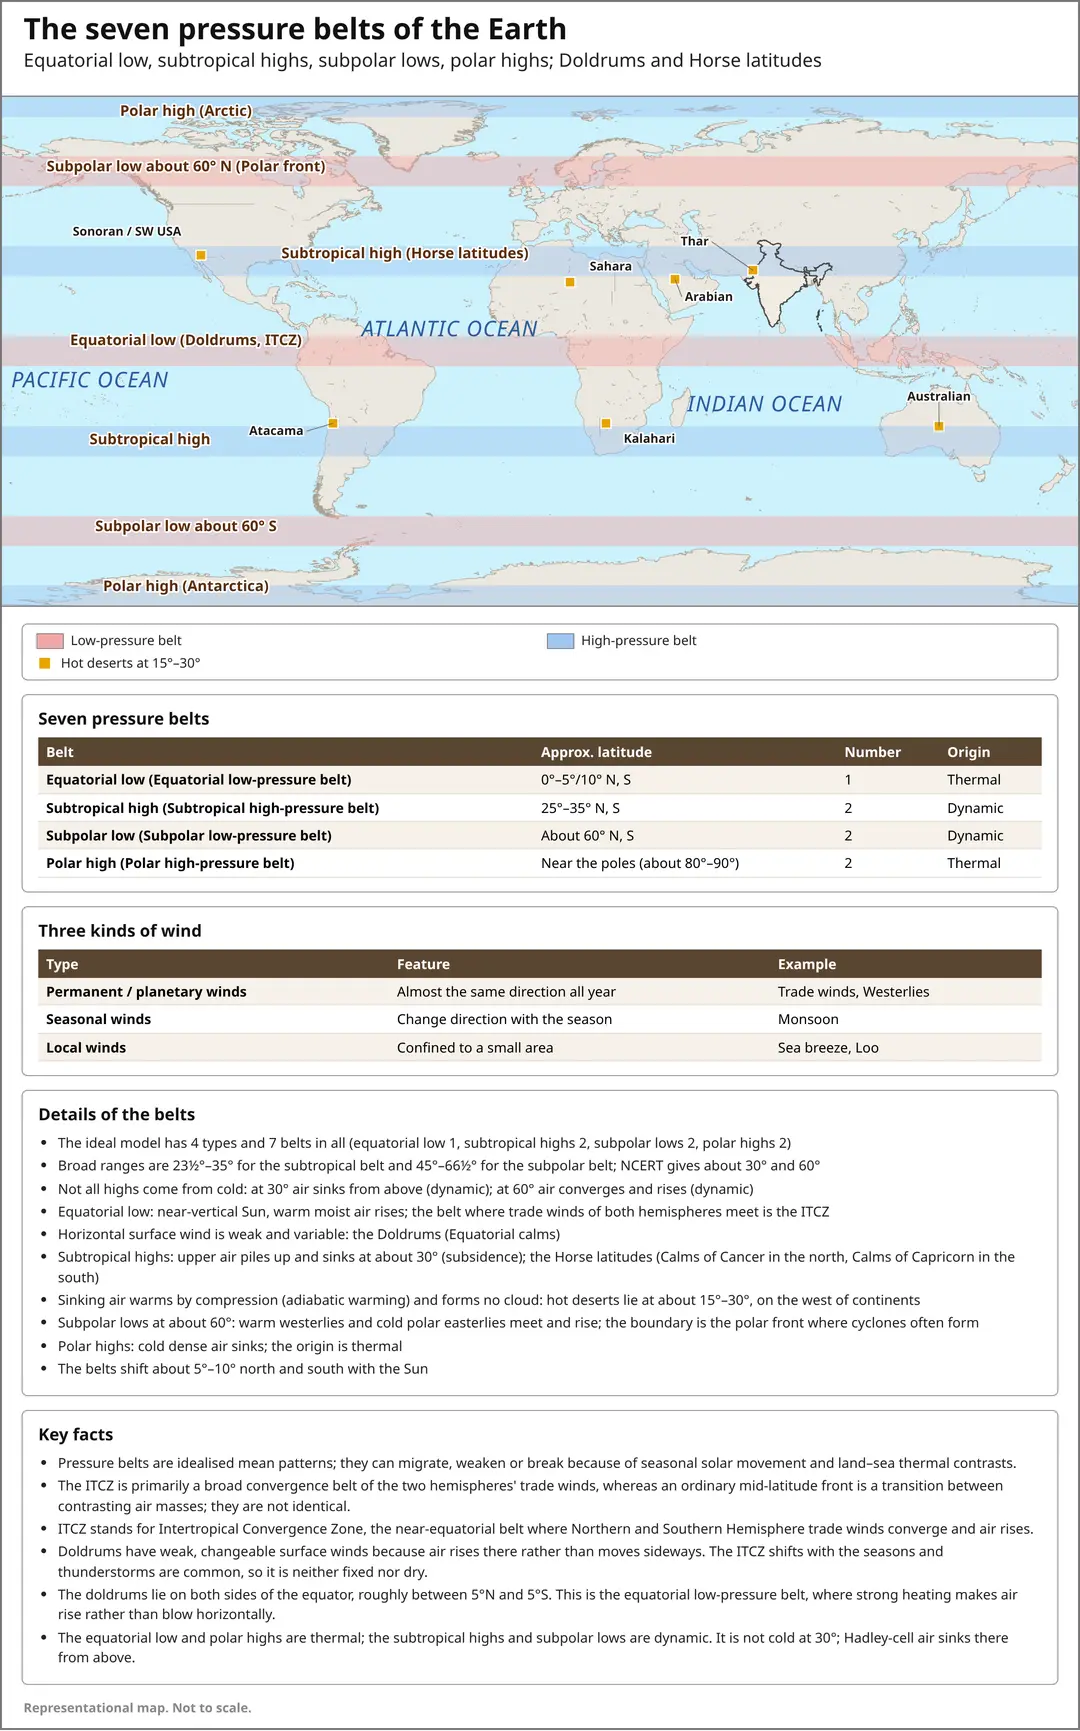 The seven pressure belts of the Earth
Equatorial low, subtropical highs, subpolar lows, polar highs; Doldrums and Horse latitudes
Polar high (Arctic)
Subpolar low about 60° N (Polar front)
Sonoran / SW USA
Subtropical high (Horse latitudes)
Thar
Sahara
Arabian
ATLANTIC OCEAN
Equatorial low (Doldrums, ITCZ)
PACIFIC OCEAN
INDIAN OCEAN
Australian
Atacama
Kalahari
Subtropical high
Subpolar low about 60° S
Polar high (Antarctica)
Low-pressure belt
High-pressure belt
Hot deserts at 15°–30°
Seven pressure belts
Belt Approx. latitude Number Origin
Equatorial low (Equatorial low-pressure belt) 0°–5°/10° N, S 1 Thermal
Subtropical high (Subtropical high-pressure belt) 25°–35° N, S 2 Dynamic
Subpolar low (Subpolar low-pressure belt) About 60° N, S 2 Dynamic
Polar high (Polar high-pressure belt) Near the poles (about 80°–90°) 2 Thermal
Three kinds of wind
Type Feature Example
Permanent / planetary winds Almost the same direction all year Trade winds, Westerlies
Seasonal winds Change direction with the season Monsoon
Local winds Confined to a small area Sea breeze, Loo
Details of the belts
• The ideal model has 4 types and 7 belts in all (equatorial low 1, subtropical highs 2, subpolar lows 2, polar highs 2)
• Broad ranges are 23½°–35° for the subtropical belt and 45°–66½° for the subpolar belt; NCERT gives about 30° and 60°
• Not all highs come from cold: at 30° air sinks from above (dynamic); at 60° air converges and rises (dynamic)
• Equatorial low: near-vertical Sun, warm moist air rises; the belt where trade winds of both hemispheres meet is the ITCZ
• Horizontal surface wind is weak and variable: the Doldrums (Equatorial calms)
• Subtropical highs: upper air piles up and sinks at about 30° (subsidence); the Horse latitudes (Calms of Cancer in the north, Calms of Capricorn in the
south)
• Sinking air warms by compression (adiabatic warming) and forms no cloud: hot deserts lie at about 15°–30°, on the west of continents
• Subpolar lows at about 60°: warm westerlies and cold polar easterlies meet and rise; the boundary is the polar front where cyclones often form
• Polar highs: cold dense air sinks; the origin is thermal
• The belts shift about 5°–10° north and south with the Sun
Key facts
• Pressure belts are idealised mean patterns; they can migrate, weaken or break because of seasonal solar movement and land–sea thermal contrasts.
• The ITCZ is primarily a broad convergence belt of the two hemispheres' trade winds, whereas an ordinary mid-latitude front is a transition between
contrasting air masses; they are not identical.
• ITCZ stands for Intertropical Convergence Zone, the near-equatorial belt where Northern and Southern Hemisphere trade winds converge and air rises.
• Doldrums have weak, changeable surface winds because air rises there rather than moves sideways. The ITCZ shifts with the seasons and
thunderstorms are common, so it is neither fixed nor dry.
• The doldrums lie on both sides of the equator, roughly between 5°N and 5°S. This is the equatorial low-pressure belt, where strong heating makes air
rise rather than blow horizontally.
• The equatorial low and polar highs are thermal; the subtropical highs and subpolar lows are dynamic. It is not cold at 30°; Hadley-cell air sinks there
from above.
Representational map. Not to scale.